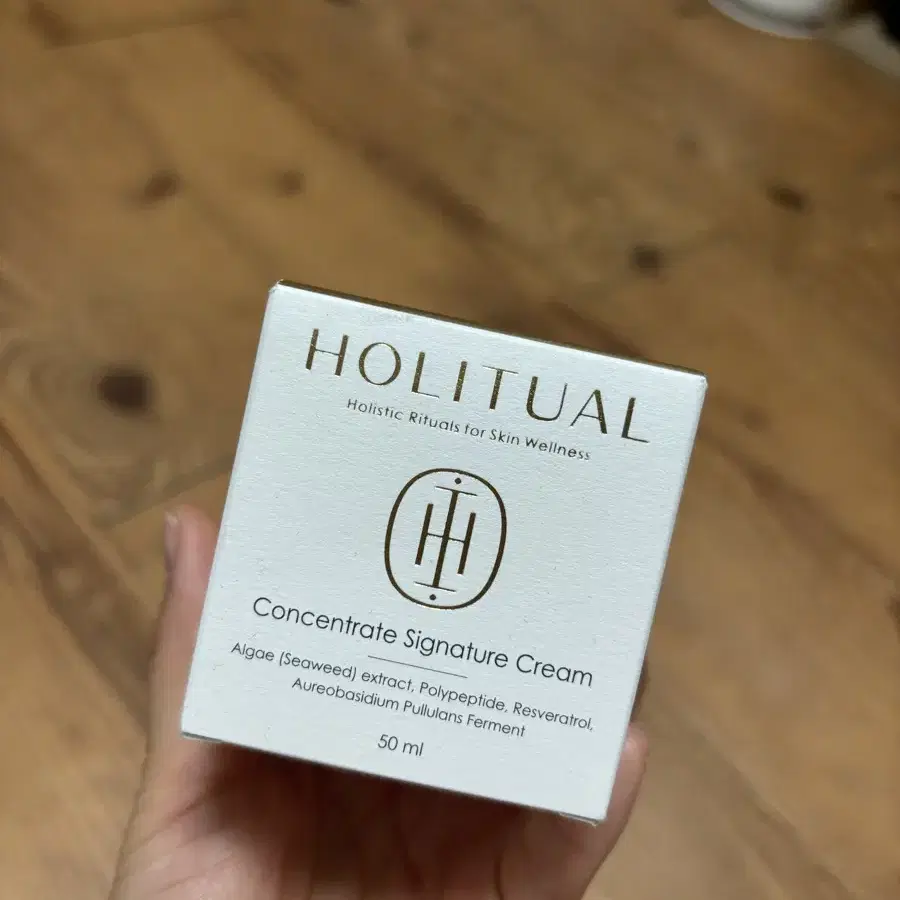 HOLITUAL
Holistic Rituals for Skin Wellness
Concentrate Signature Cream
Algae (Seaweed) extract, Polypeptide, Resveratrol,
Aureobasidium Pullulans Ferment
50 ml